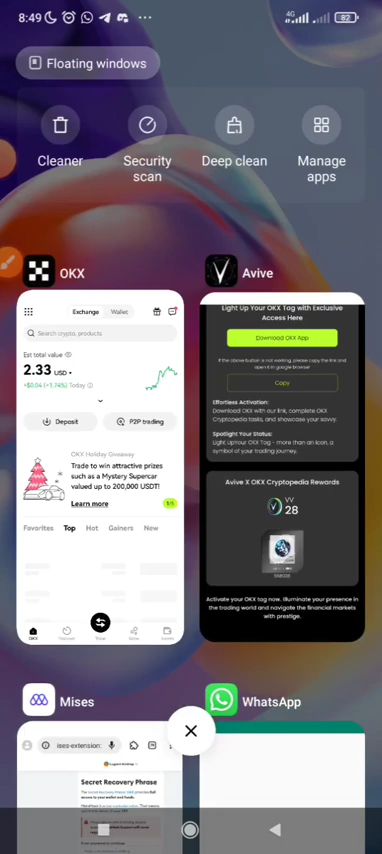 8:49
4G
82
Floating windows
Cleaner
Security scan
Deep clean
Manage apps
OKX
Exchange
Wallet
Search crypto, products
Est total value
2.33 USD
+$0.04 (+1.74%) Today
Deposit
P2P trading
OKX Holiday Giveaway
Trade to win attractive prizes
such as a Mystery Supercar
valued up to 200,000 USDT!
Learn more
Favorites Top Hot Gainers New
OKX
Avive
Light Up Your OKX Tag with Exclusive
Access Here
Download OKX App
If the above button is not working, please copy the link and
open it in google browser
Copy
Effortless Activation:
Download OKX with our link, complete OKX
Cryptopedia tasks, and showcase your savvy.
Spotlight Your Status:
Light Up Your OKX Tag - more than an icon, a
symbol of your trading journey.
Avive X OKX Cryptopedia Rewards
VV
28
Activate your OKX tag now. Illuminate your presence in
the trading world and navigate the financial markets
with prestige.
Mises
ises-extension:
Secret Recovery Phrase
WhatsApp